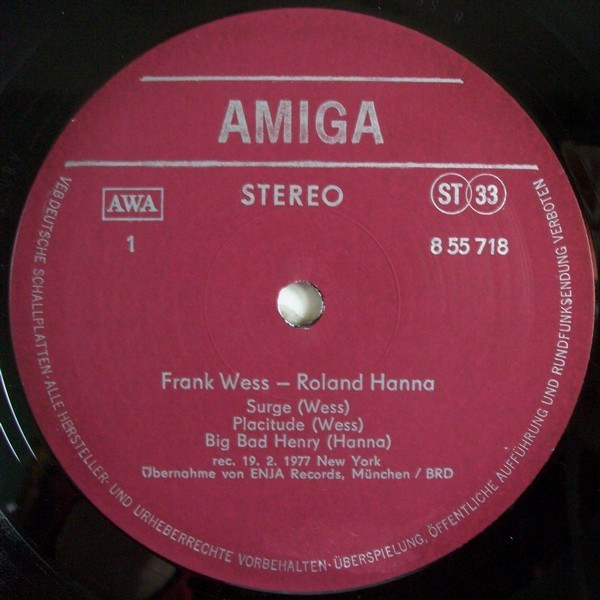 AMIGA
AWA
STEREO
ST 33
1
8 55 718
Frank Wess – Roland Hanna
Surge (Wess)
Placitude (Wess)
Big Bad Henry (Hanna)
rec. 19. 2. 1977 New York
Übernahme von ENJA Records, München / BRD
VEB DEUTSCHE SCHALLPLATTEN · ALLE HERSTELLER- UND URHEBERRECHTE VORBEHALTEN · ÜBERSPIELUNG, ÖFFENTLICHE AUFFÜHRUNG UND RUNDFUNKSENDUNG VERBOTEN